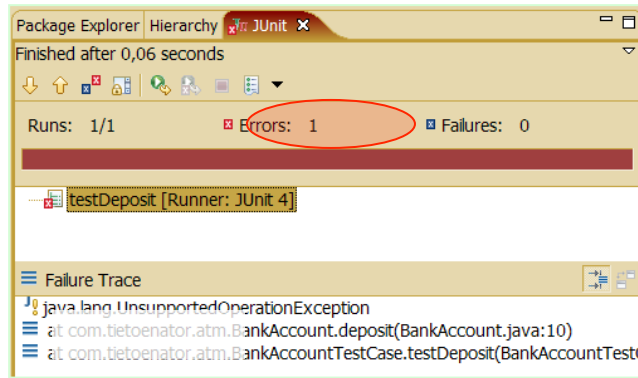 Package Explorer Hierarchy JUnit
Finished after 0,06 seconds
Runs: 1/1 Errors: 1 Failures: 0
testDeposit [Runner: JUnit 4]
Failure Trace
java.lang.UnsupportedOperationException
at com.tietoenator.atm.BankAccount.deposit(BankAccount.java:10)
at com.tietoenator.atm.BankAccountTestCase.testDeposit(BankAccountTest